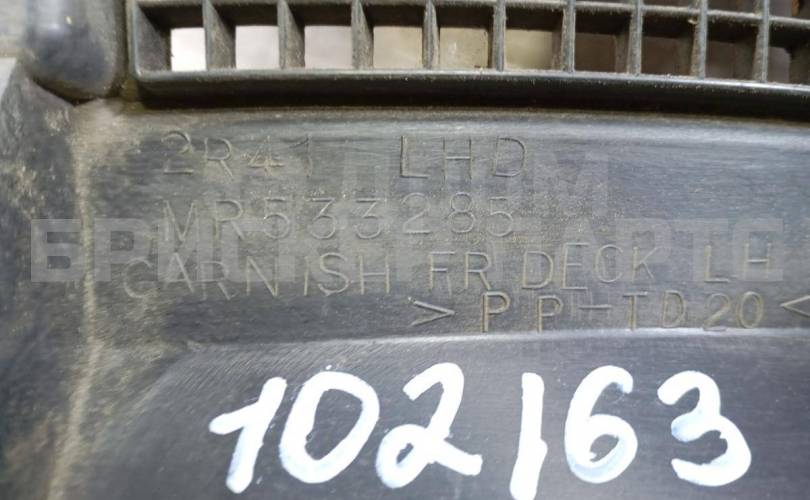 2R41 LHD
MR533285
GARNISH FR DECK LH
>PP-TD20<
102163